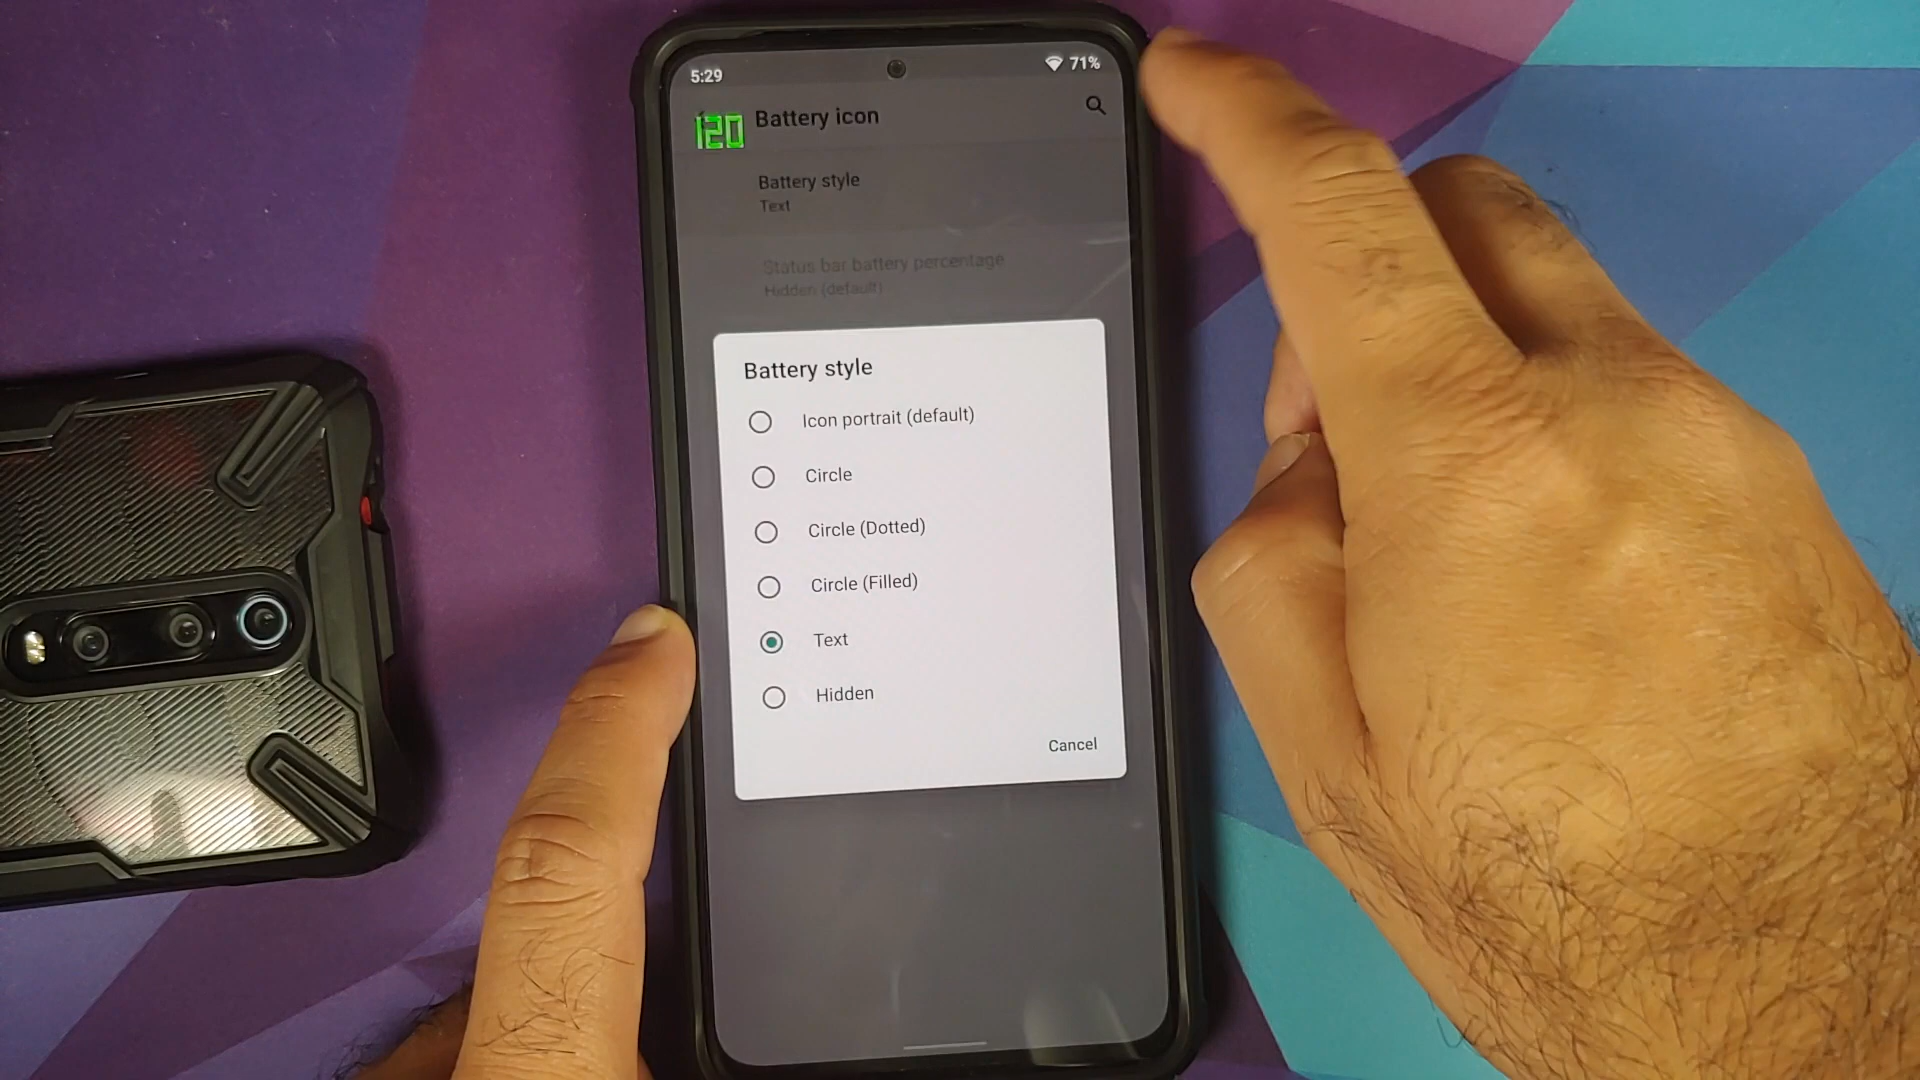 5:29
71%
120
Battery icon
Battery style
Text
Status bar battery percentage
Hidden (default)
Battery style
Icon portrait (default)
Circle
Circle (Dotted)
Circle (Filled)
Text
Hidden
Cancel